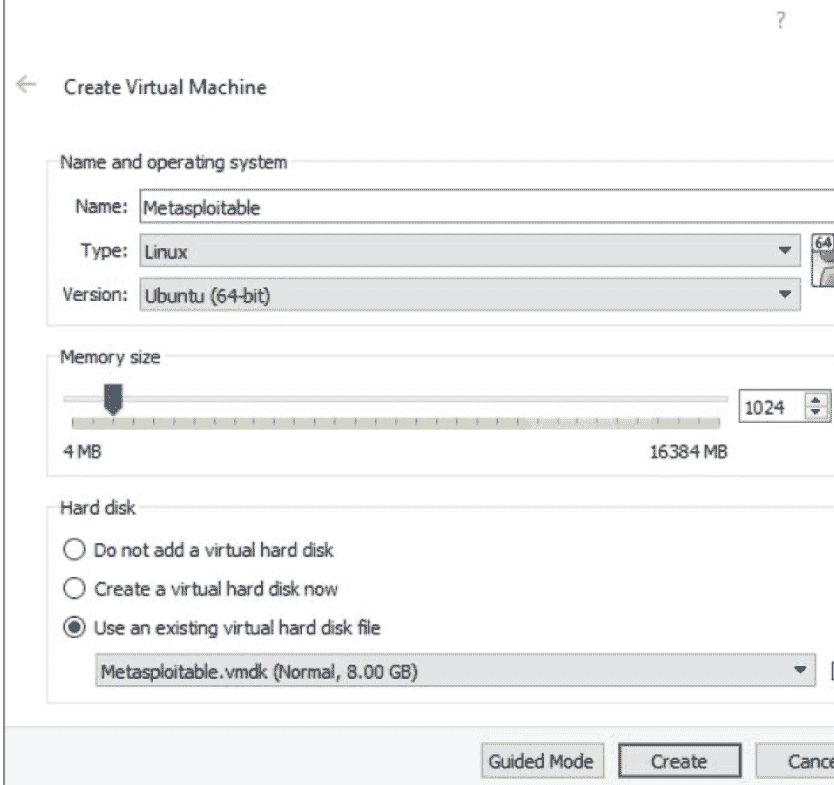 ?
← Create Virtual Machine
Name and operating system
Name: Metasploitable
Type: Linux
64
Version: Ubuntu (64-bit)
Memory size
1024
4 MB 16384 MB
Hard disk
Do not add a virtual hard disk
Create a virtual hard disk now
Use an existing virtual hard disk file
Metasploitable.vmdk (Normal, 8.00 GB)
Guided Mode Create Cance